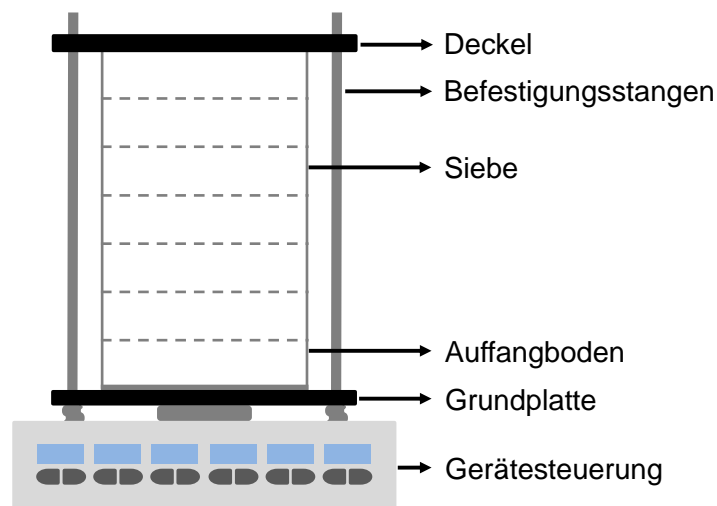 Deckel
Befestigungsstangen
Siebe
Auffangboden
Grundplatte
Gerätesteuerung